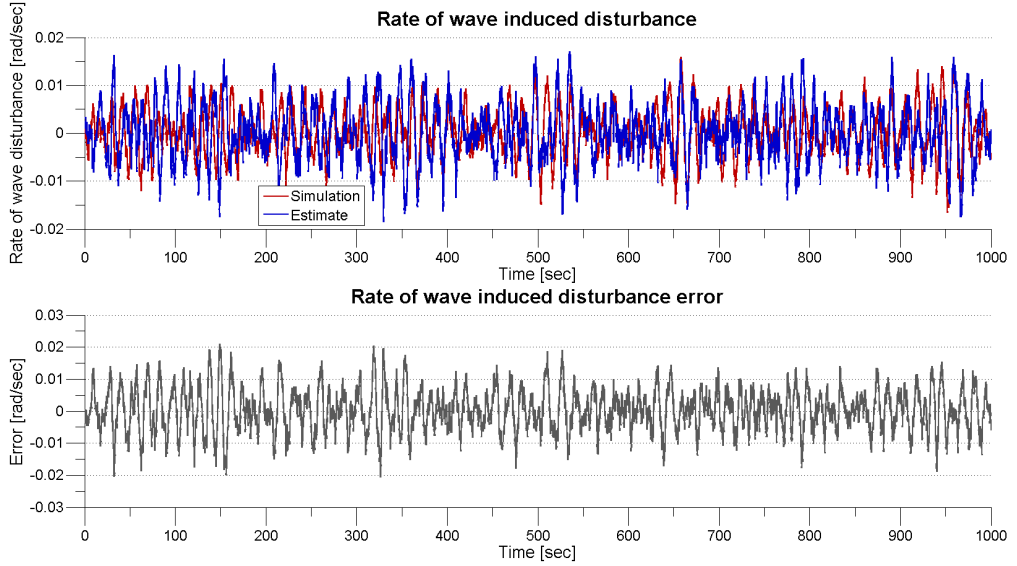 Rate of wave induced disturbance
Rate of wave disturbance [rad/sec]
0.02
0.01
0
-0.01
-0.02
Simulation
Estimate
0 100 200 300 400 500 600 700 800 900 1000
Time [sec]
Rate of wave induced disturbance error
Error [rad/sec]
0.03
0.02
0.01
0
-0.01
-0.02
-0.03
0 100 200 300 400 500 600 700 800 900 1000
Time [sec]